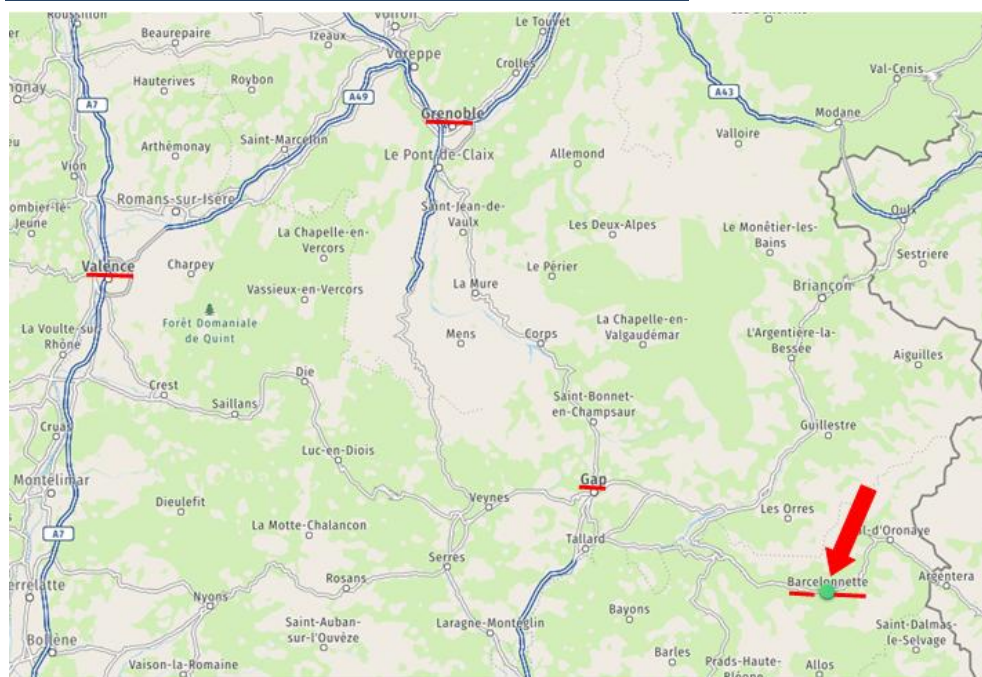 Roussillon
Beaurepaire
Izeaux
Voiron
Le Touvet
Voreppe
Crolles
Val-Cenis
Hauterives
Roybon
A49
A43
A7
Grenoble
Modane
Arthémonay
Saint-Marcellin
Valloire
Le Pont-de-Claix
Allemond
Vion
Romans-sur-Isère
Saint-Jean-de-
Vaulx
Oulx
Jeune
La Chapelle-en-
Vercors
Les Deux-Alpes
Le Monêtier-les-
Bains
Sestriere
Valence
Charpey
Le Périer
Briançon
Vassieux-en-Vercors
La Mure
Forêt Domaniale
de Quint
La Voulte-sur-
Rhône
Mens
Corps
La Chapelle-en-
Valgaudémar
L'Argentière-la-
Bessée
Aiguilles
Die
Crest
Saillans
Saint-Bonnet-
en-Champsaur
Cruas
Guillestre
Luc-en-Diois
Montélimar
Gap
Dieulefit
Veynes
Les Orres
La Motte-Chalancon
Tallard
A7
Serres
Rosans
Barcelonnette
Argentera
Nyons
Bayons
Saint-Auban-
sur-l'Ouvèze
Laragne-Montéglin
Saint-Dalmas-
le-Selvage
Bollène
Barles
Vaison-la-Romaine
Prads-Haute-
Allos